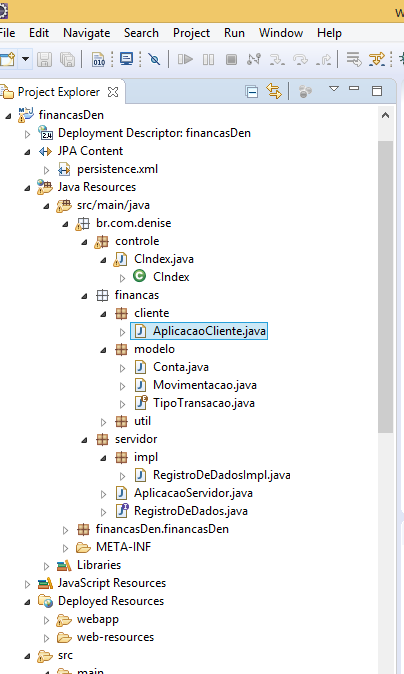 W
File Edit Navigate Search Project Run Window Help
Project Explorer
financasDen
Deployment Descriptor: financasDen
JPA Content
persistence.xml
Java Resources
src/main/java
br.com.denise
controle
CIndex.java
CIndex
financas
cliente
AplicacaoCliente.java
modelo
Conta.java
Movimentacao.java
TipoTransacao.java
util
servidor
impl
RegistroDeDadosImpl.java
AplicacaoServidor.java
RegistroDeDados.java
financasDen.financasDen
META-INF
Libraries
JavaScript Resources
Deployed Resources
webapp
web-resources
src
main